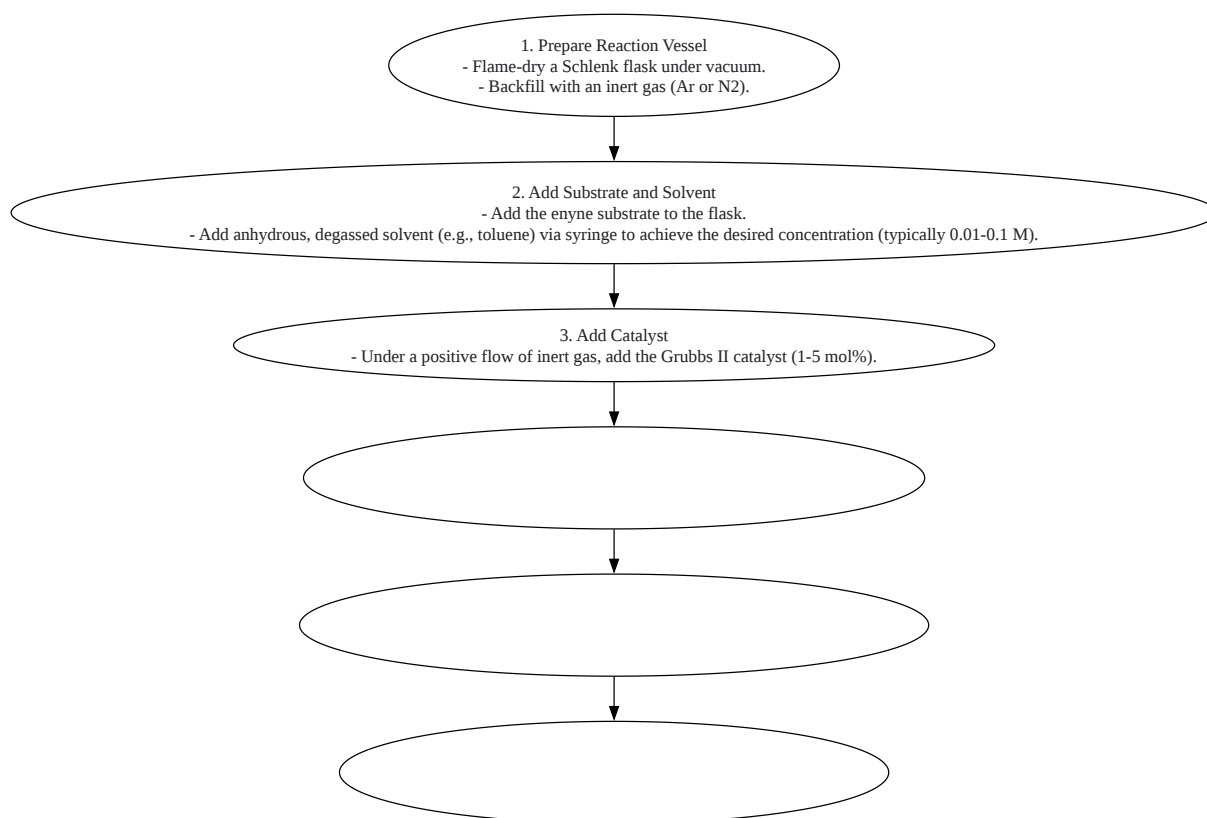 1. Prepare Reaction Vessel
- Flame-dry a Schlenk flask under vacuum.
- Backfill with an inert gas (Ar or N2).
2. Add Substrate and Solvent
- Add the enyne substrate to the flask.
- Add anhydrous, degassed solvent (e.g., toluene) via syringe to achieve the desired concentration (typically 0.01-0.1 M).
3. Add Catalyst
- Under a positive flow of inert gas, add the Grubbs II catalyst (1-5 mol%).